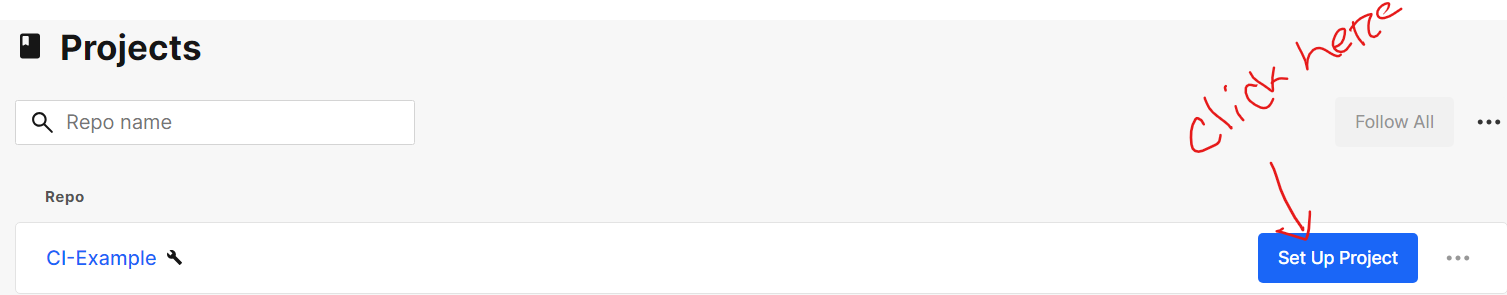 Projects
Click here
Repo name
Follow All
Repo
CI-Example
Set Up Project